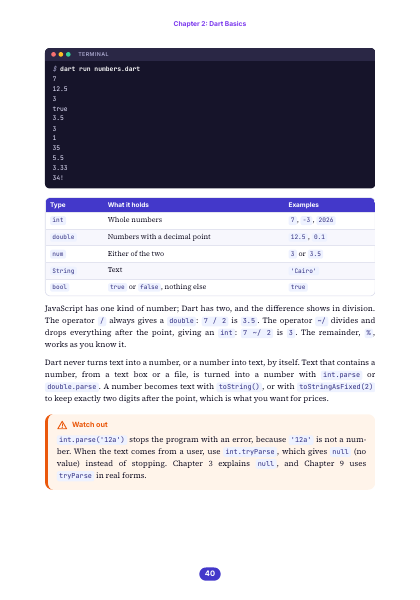 Chapter 2: Dart Basics
TERMINAL
$ dart run numbers.dart
7
12.5
3
true
3.5
3
1
35
5.5
3.33
34!
Type What it holds Examples
int Whole numbers 7, -3, 2026
double Numbers with a decimal point 12.5, 0.1
num Either of the two 3 or 3.5
String Text 'Cairo'
bool true or false, nothing else true
JavaScript has one kind of number; Dart has two, and the difference shows in division.
The operator / always gives a double: 7 / 2 is 3.5. The operator ~/ divides and
drops everything after the point, giving an int: 7 ~/ 2 is 3. The remainder, %,
works as you know it.
Dart never turns text into a number, or a number into text, by itself. Text that contains a
number, from a text box or a file, is turned into a number with int.parse or
double.parse. A number becomes text with toString(), or with toStringAsFixed(2)
to keep exactly two digits after the point, which is what you want for prices.
Watch out
int.parse('12a') stops the program with an error, because '12a' is not a num-
ber. When the text comes from a user, use int.tryParse, which gives null (no
value) instead of stopping. Chapter 3 explains null, and Chapter 9 uses
tryParse in real forms.
40